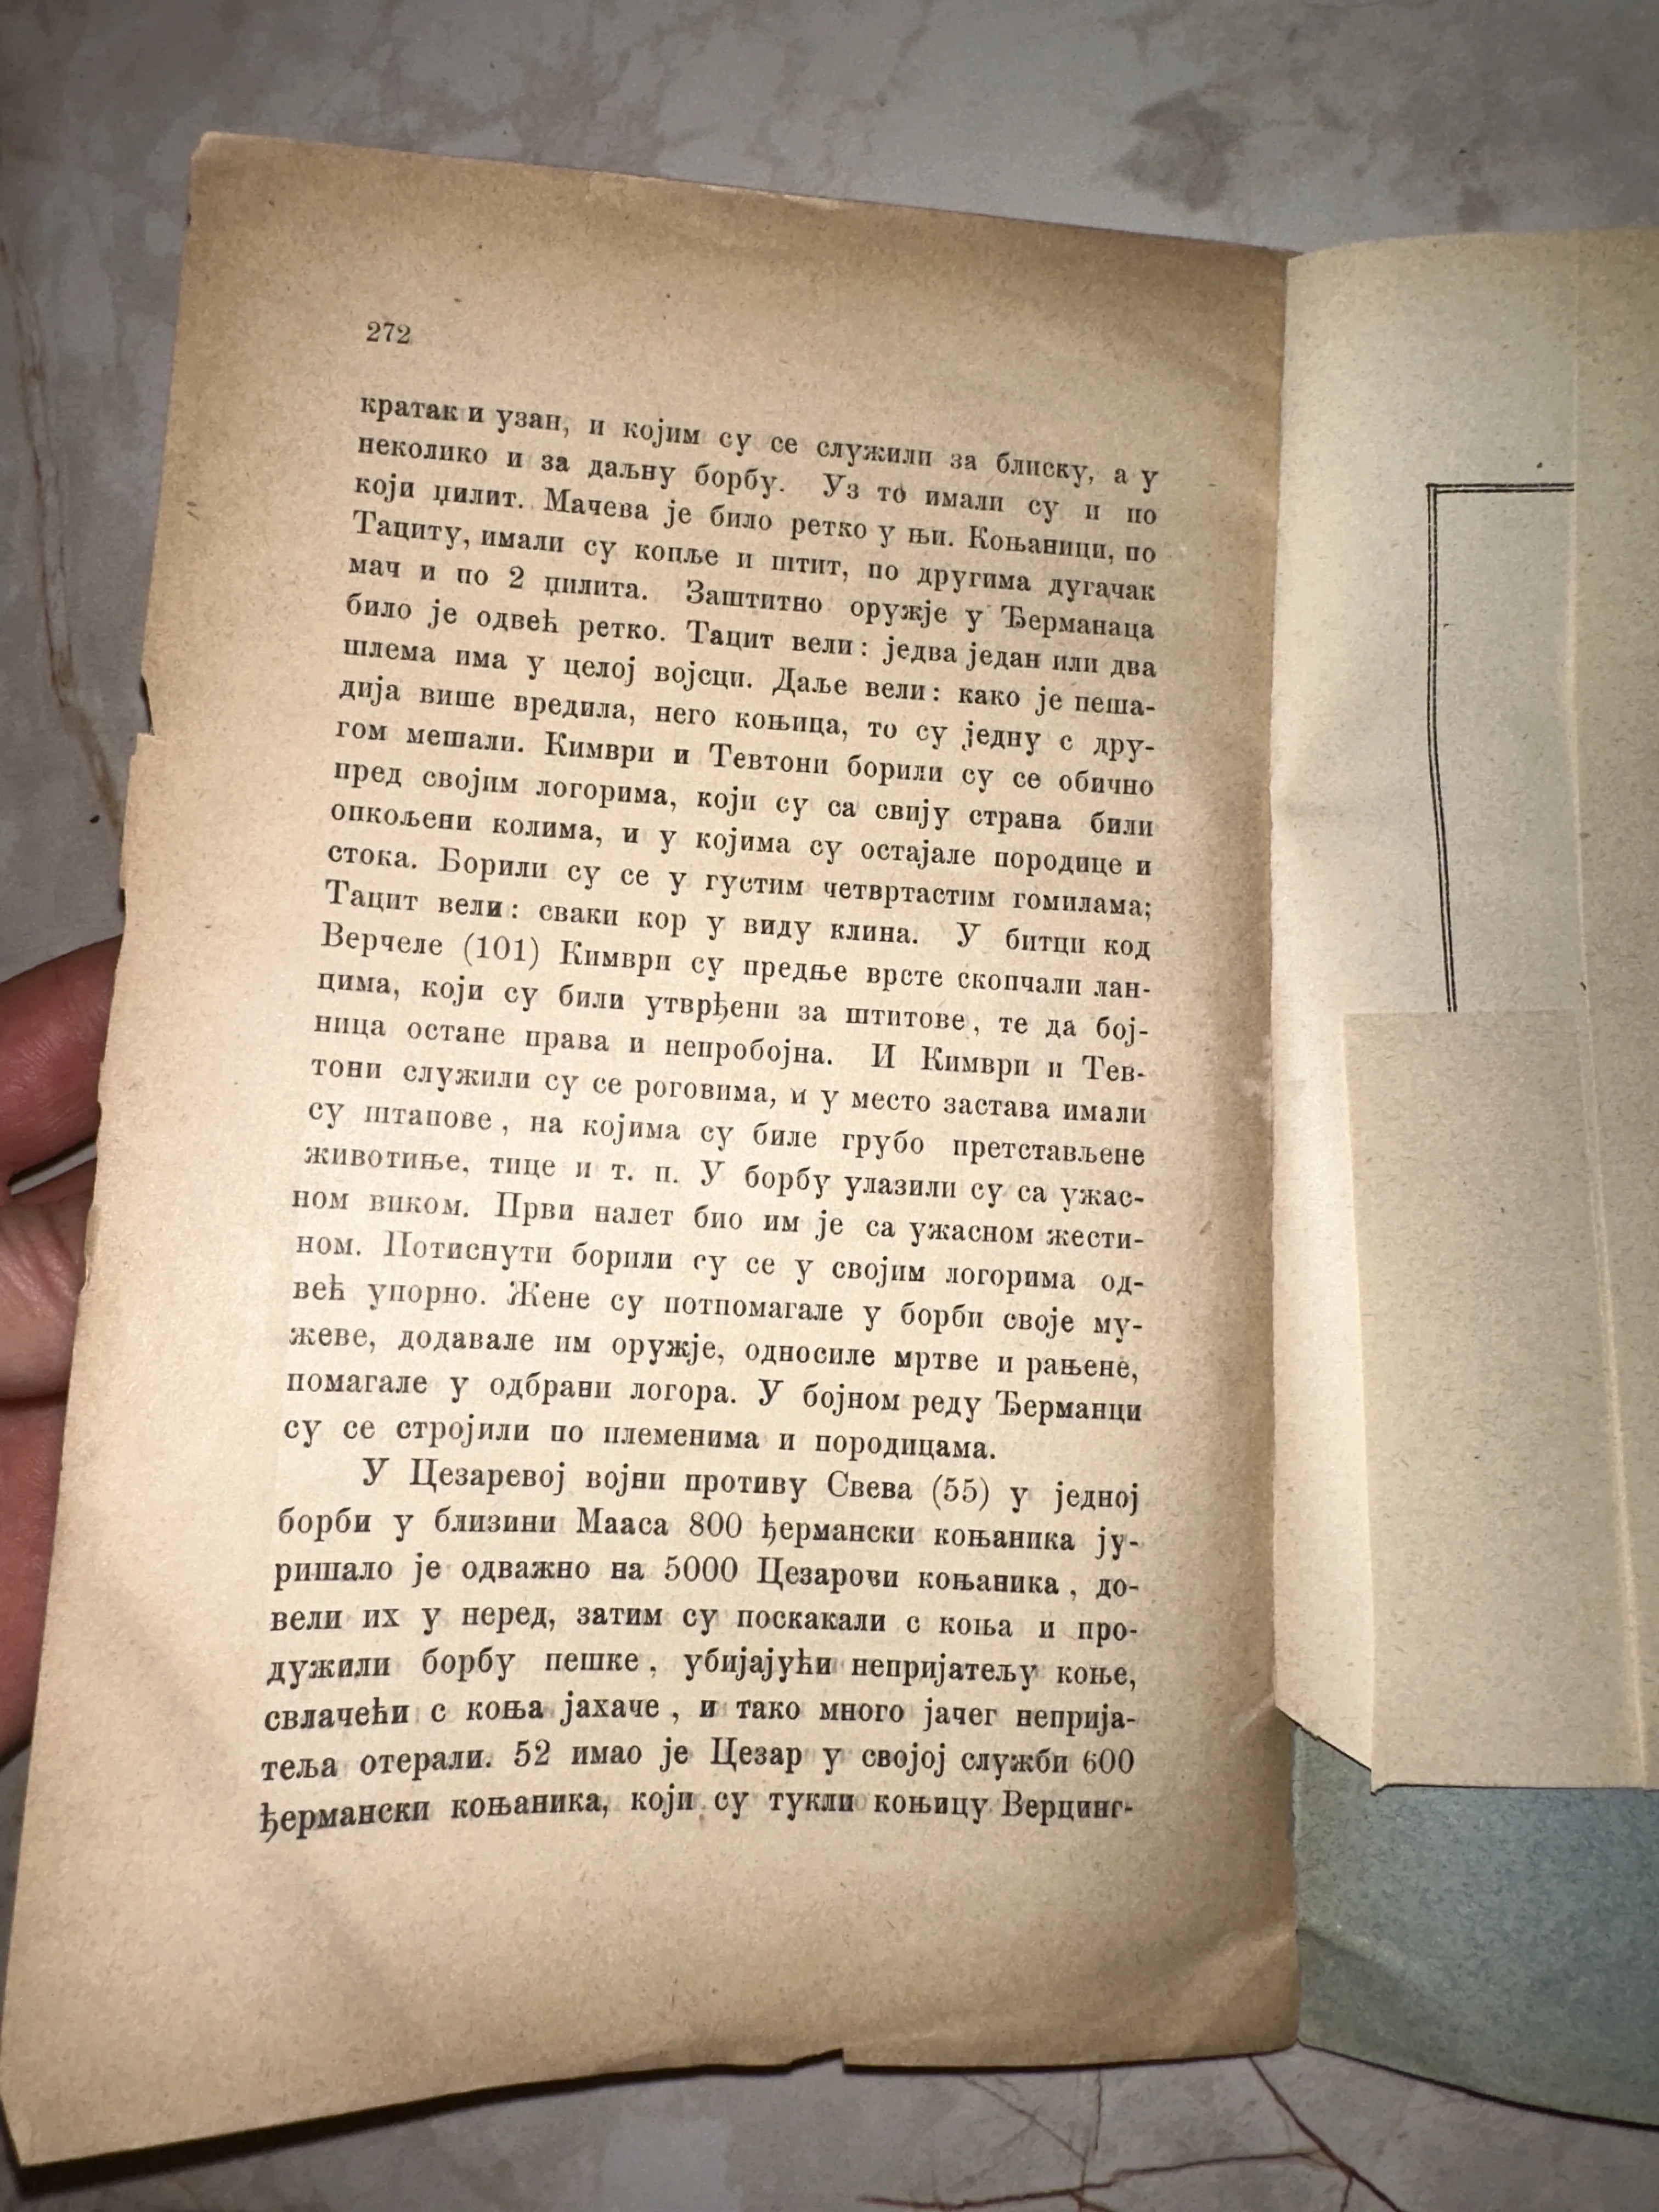 272
кратак и узан, и којим су се служили за блиску, а у
неколико и за даљну борбу. Уз то имали су и по
који џилит. Мачева је било ретко у њи. Коњаници, по
Тациту, имали су копље и штит, по другима дугачак
мач и по 2 џилита. Заштитно оружје у Ђерманаца
било је одвећ ретко. Тацит вели: једва један или два
шлема има у целој војсци. Даље вели: како је пеша-
дија више вредила, него коњица, то су једну с дру-
гом мешали. Кимври и Тевтони борили су се обично
пред својим логорима, који су са свију страна били
опкољени колима, и у којима су остајале породице и
стока. Борили су се у густим четвртастим гомилама;
Тацит вели: сваки кор у виду клина. У битци код
Верчеле (101) Кимври су предње врсте скопчали лан-
цима, који су били утврђени за штитове, те да бој-
ница остане права и непробојна. И Кимври и Тев-
тони служили су се роговима, и у место застава имали
су штапове, на којима су биле грубо претстављене
животиње, тице и т. п. У борбу улазили су са ужас-
ном виком. Први налет био им је са ужасном жести-
ном. Потиснути борили су се у својим логорима од-
већ упорно. Жене су потпомагале у борби своје му-
жеве, додавале им оружје, односиле мртве и рањене,
помагале у одбрани логора. У бојном реду Ђерманци
су се стројили по племенима и породицама.
У Цезаревој војни противу Свева (55) у једној
борби у близини Мааса 800 ђермански коњаника ју-
ришало је одважно на 5000 Цезарови коњаника, до-
вели их у неред, затим су поскакали с коња и про-
дужили борбу пешке, убијајући непријатељу коње,
свлачећи с коња јахаче, и тако много јачег неприја-
теља отерали. 52 имао је Цезар у својој служби 600
ђермански коњаника, који су тукли коњицу Верцинг-